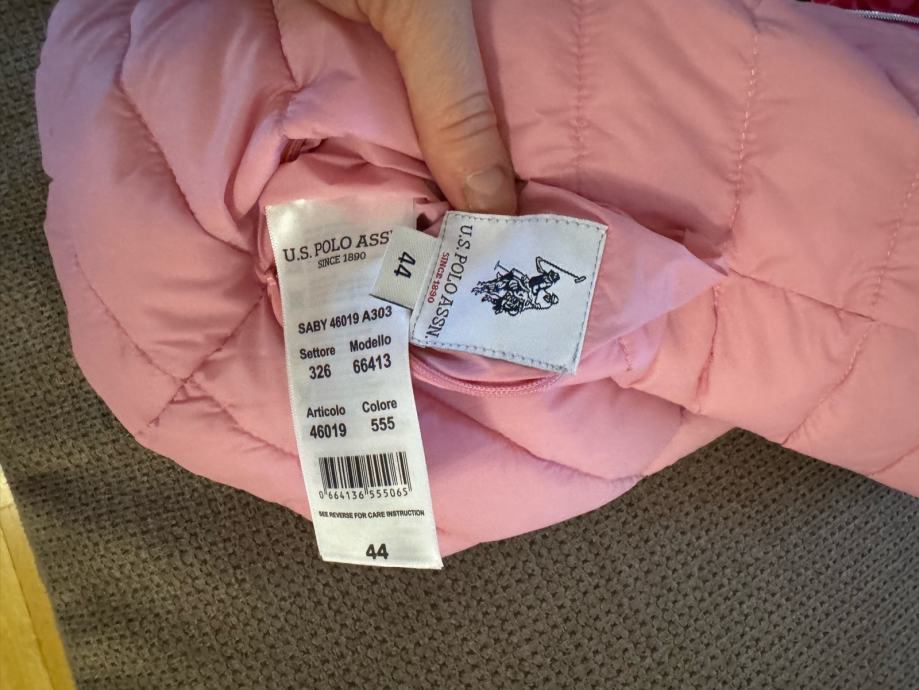 U.S. POLO ASS
SINCE 1890
SABY 46019 A303
Settore Modello
326 66413
Articolo Colore
46019 555
0 664136 555065
SEE REVERSE FOR CARE INSTRUCTION
44
44
U.S. POLO ASSN.
SINCE 1890